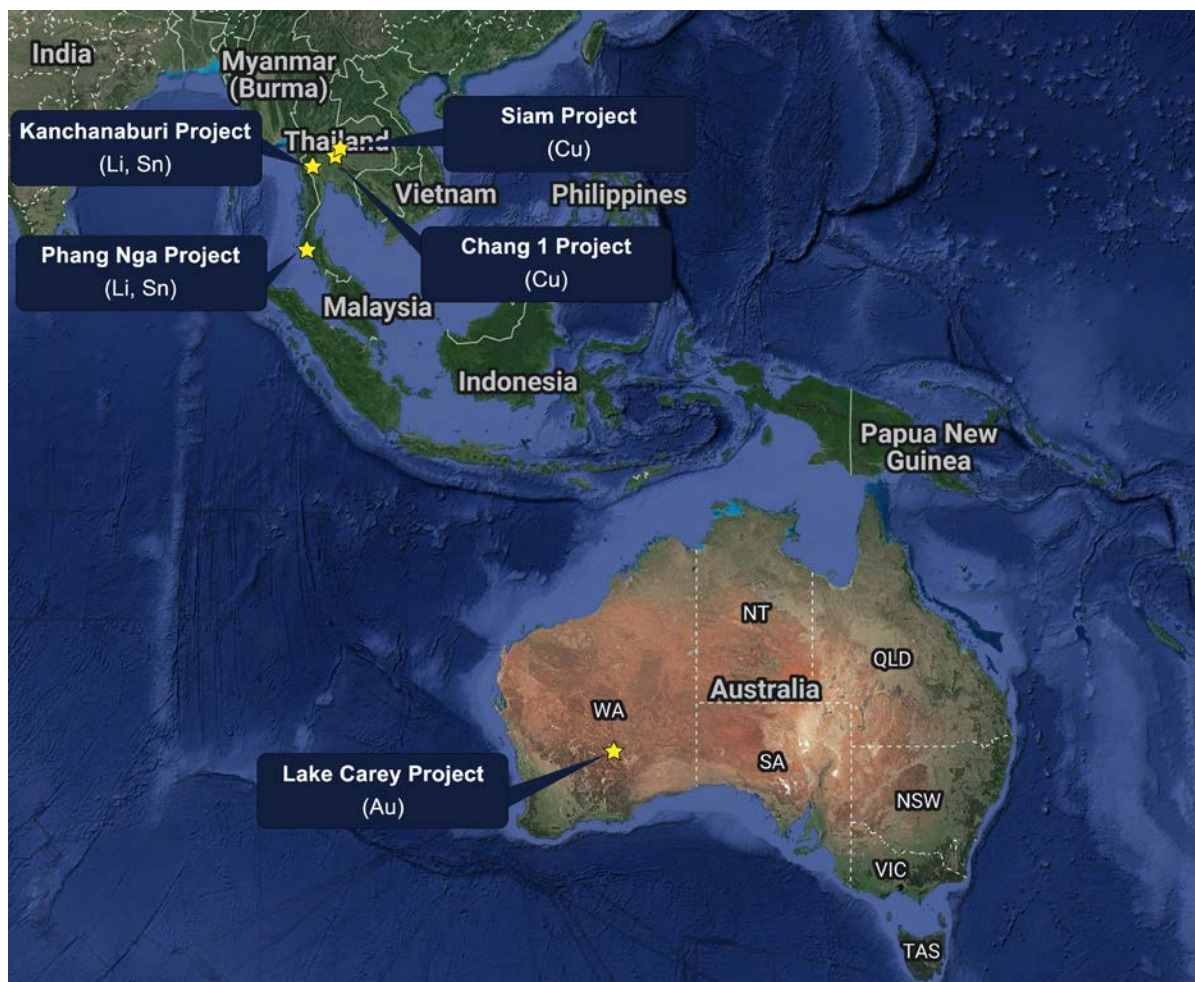 India
Myanmar
(Burma)
Kanchanaburi Project
(Li, Sn)
Thailand
Siam Project
(Cu)
Vietnam
Philippines
Phang Nga Project
(Li, Sn)
Chang 1 Project
(Cu)
Malaysia
Indonesia
Papua New
Guinea
NT
QLD
Australia
WA
SA
Lake Carey Project
(Au)
NSW
VIC
TAS